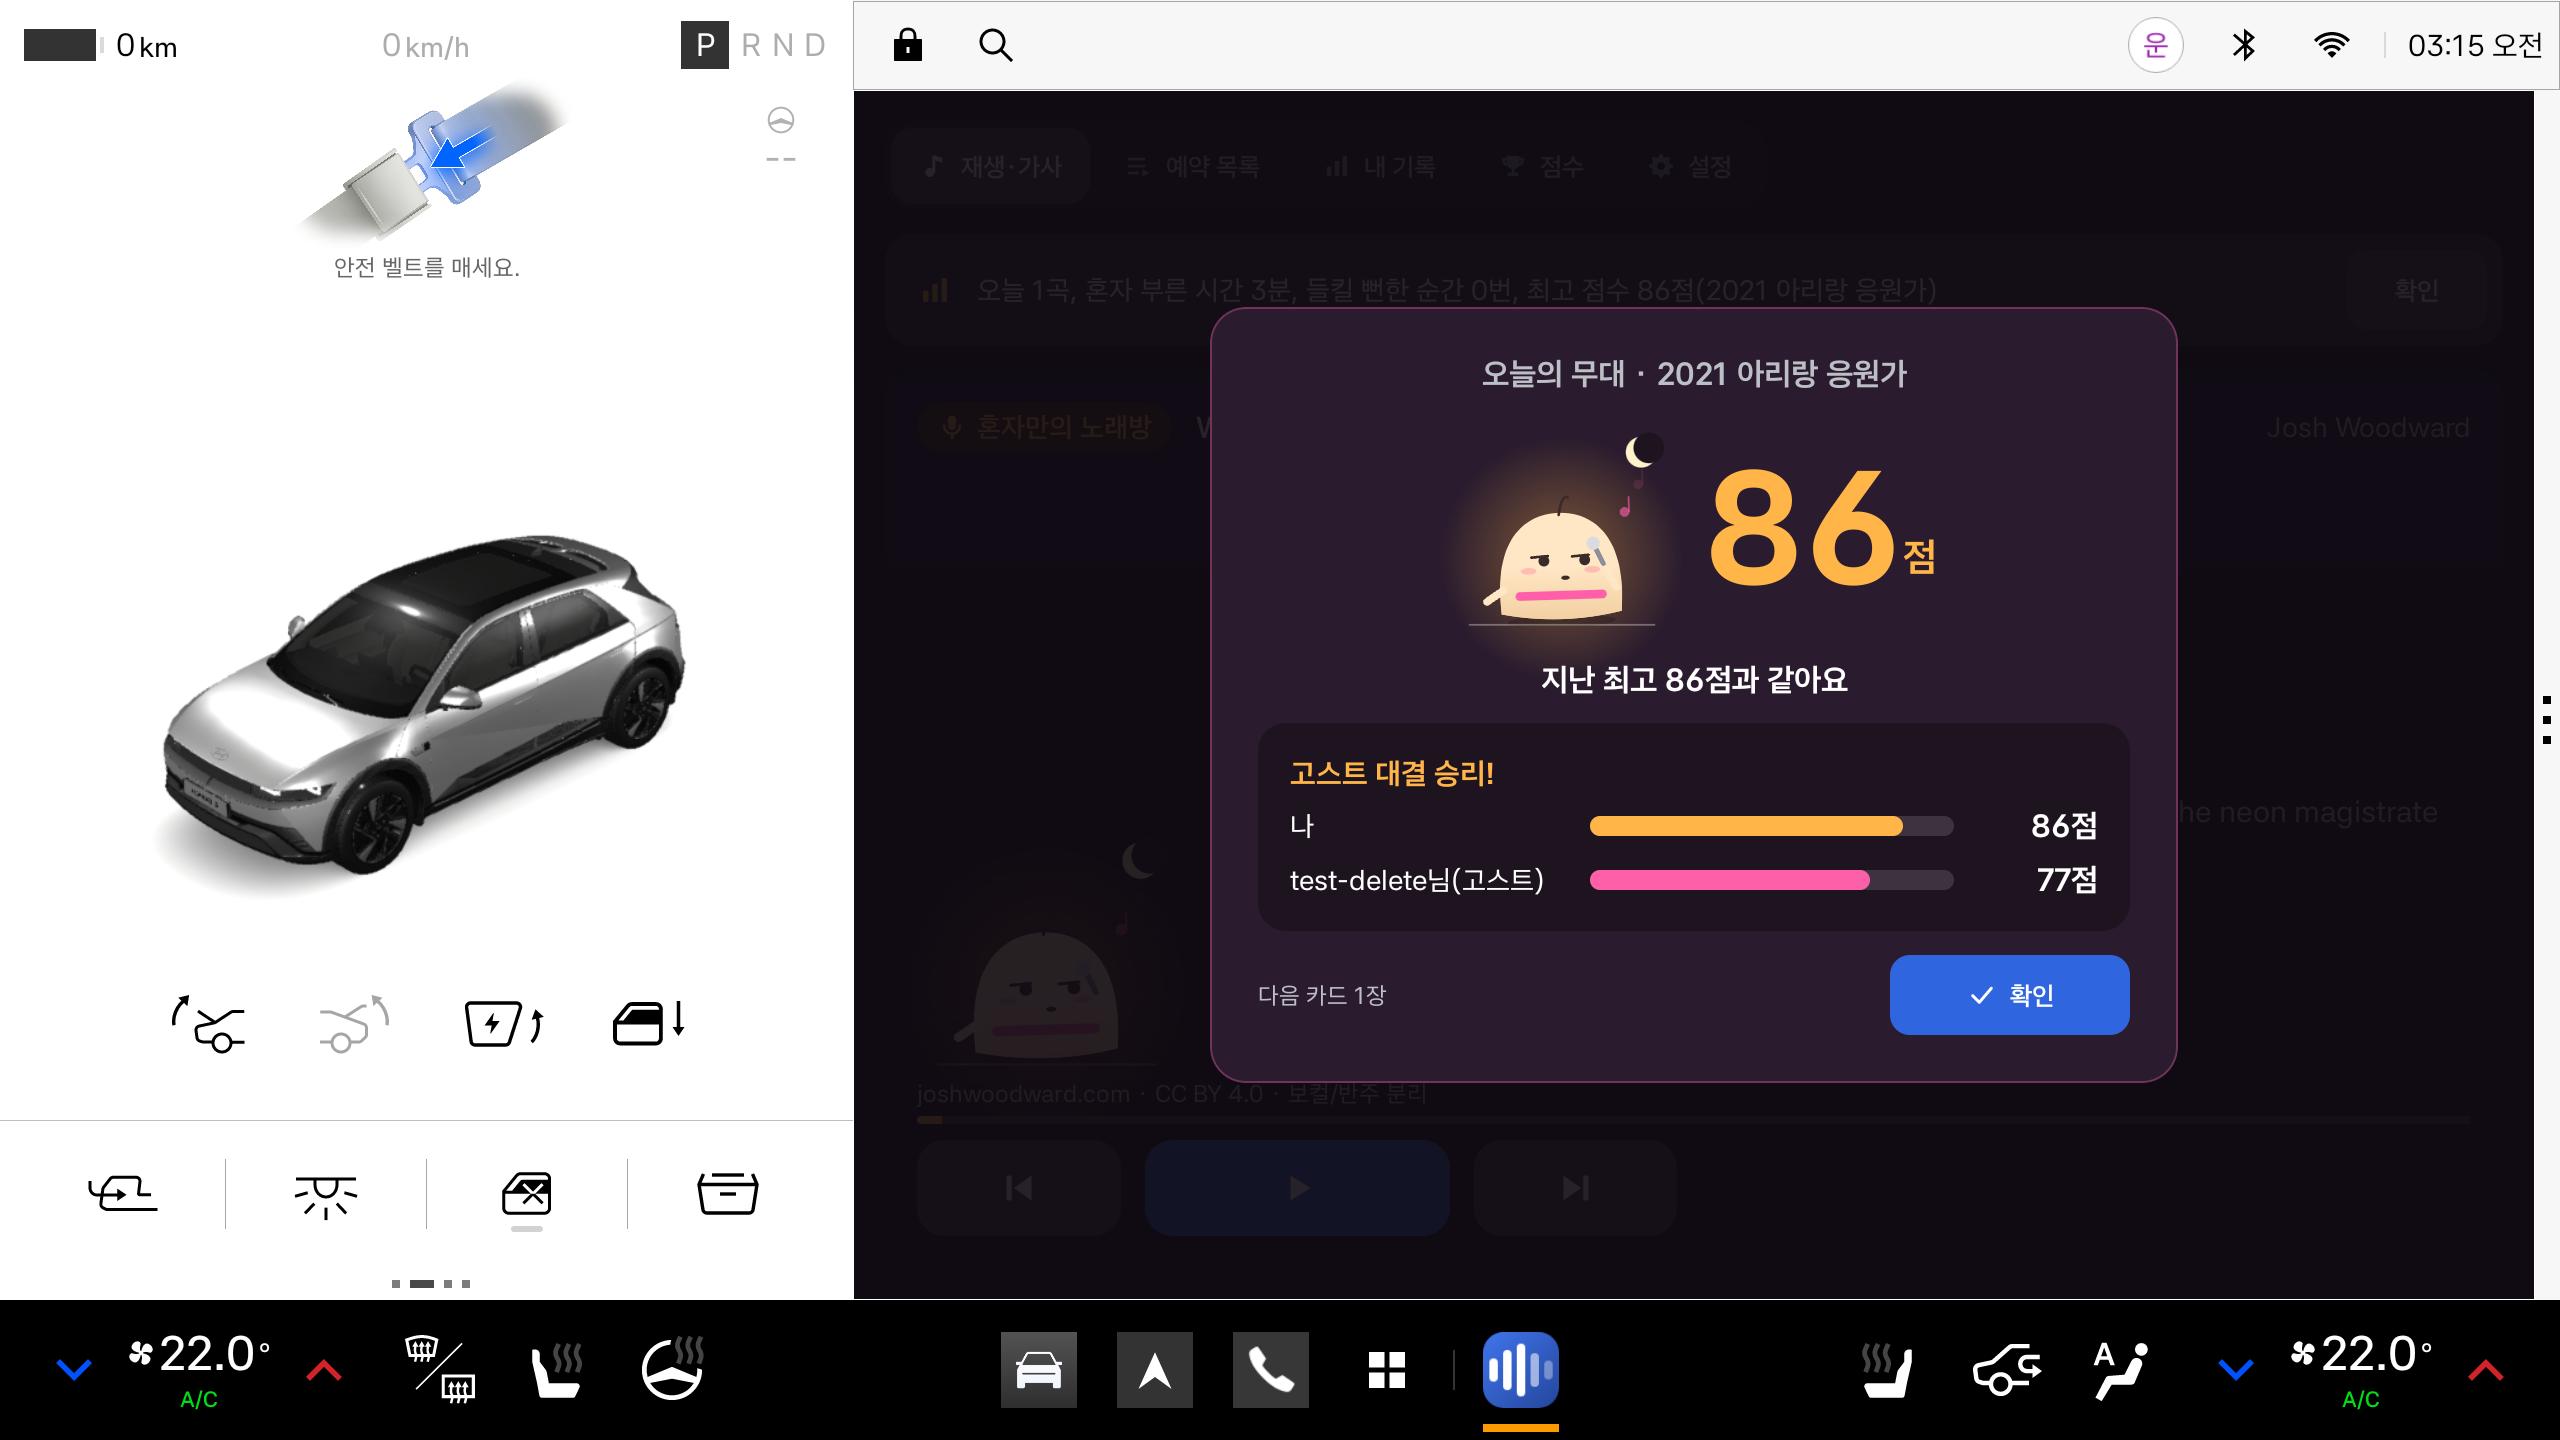 0 km
0 km/h
P R N D
운
03:15 오전
안전 벨트를 매세요.
--
재생·가사
예약 목록
내 기록
점수
설정
오늘 1곡, 혼자 부른 시간 3분, 들킬 뻔한 순간 0번, 최고 점수 86점(2021 아리랑 응원가)
확인
혼자만의 노래방
Josh Woodward
오늘의 무대 · 2021 아리랑 응원가
86점
지난 최고 86점과 같아요
고스트 대결 승리!
나
86점
test-delete님(고스트)
77점
he neon magistrate
다음 카드 1장
확인
joshwoodward.com · CC BY 4.0 · 보컬/반주 분리
22.0°
A/C
A
22.0°
A/C